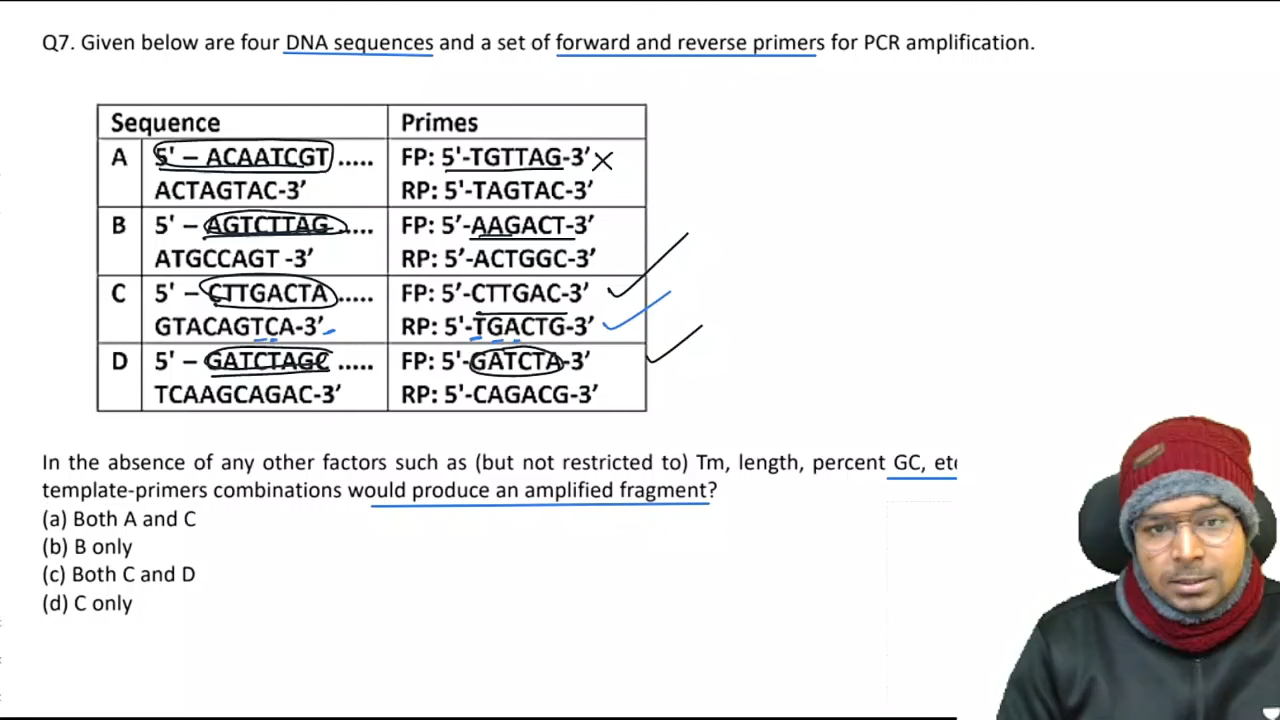 Q7. Given below are four DNA sequences and a set of forward and reverse primers for PCR amplification.
Sequence Primes
A 5' – ACAATCGT ..... FP: 5'-TGTTAG-3’
ACTAGTAC-3’ RP: 5'-TAGTAC-3’
B 5' – AGTCTTAG .... FP: 5’-AAGACT-3’
ATGCCAGT -3’ RP: 5’-ACTGGC-3’
C 5' – CTTGACTA ..... FP: 5’-CTTGAC-3’
GTACAGTCA-3’ RP: 5'-TGACTG-3’
D 5' – GATCTAGC ..... FP: 5'-GATCTA-3’
TCAAGCAGAC-3’ RP: 5'-CAGACG-3’
In the absence of any other factors such as (but not restricted to) Tm, length, percent GC, etc
template-primers combinations would produce an amplified fragment?
(a) Both A and C
(b) B only
(c) Both C and D
(d) C only